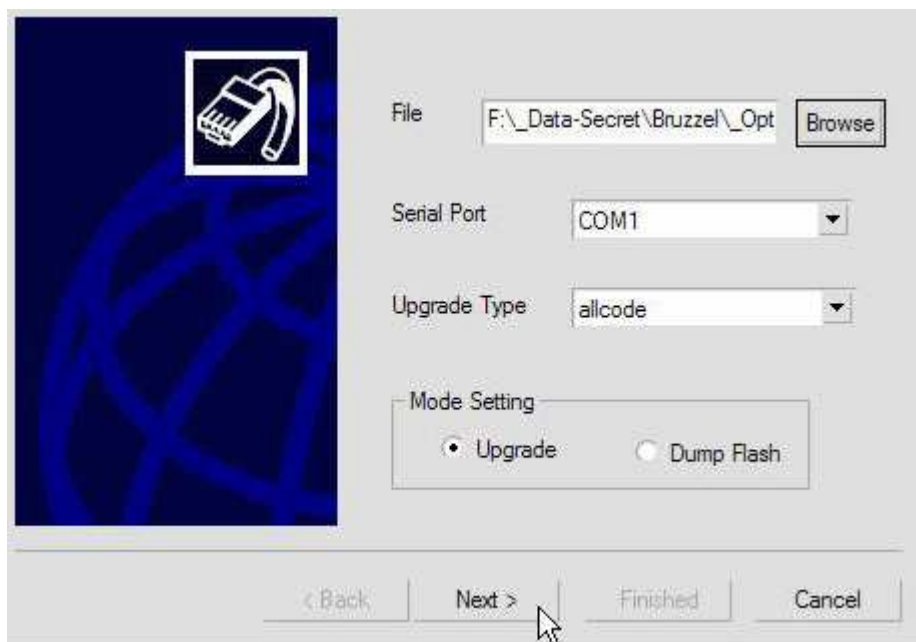 File F:\_Data-Secret\Bruzzel\_Opt Browse
Serial Port COM1
Upgrade Type allcode
Mode Setting
Upgrade Dump Flash
< Back Next > Finished Cancel